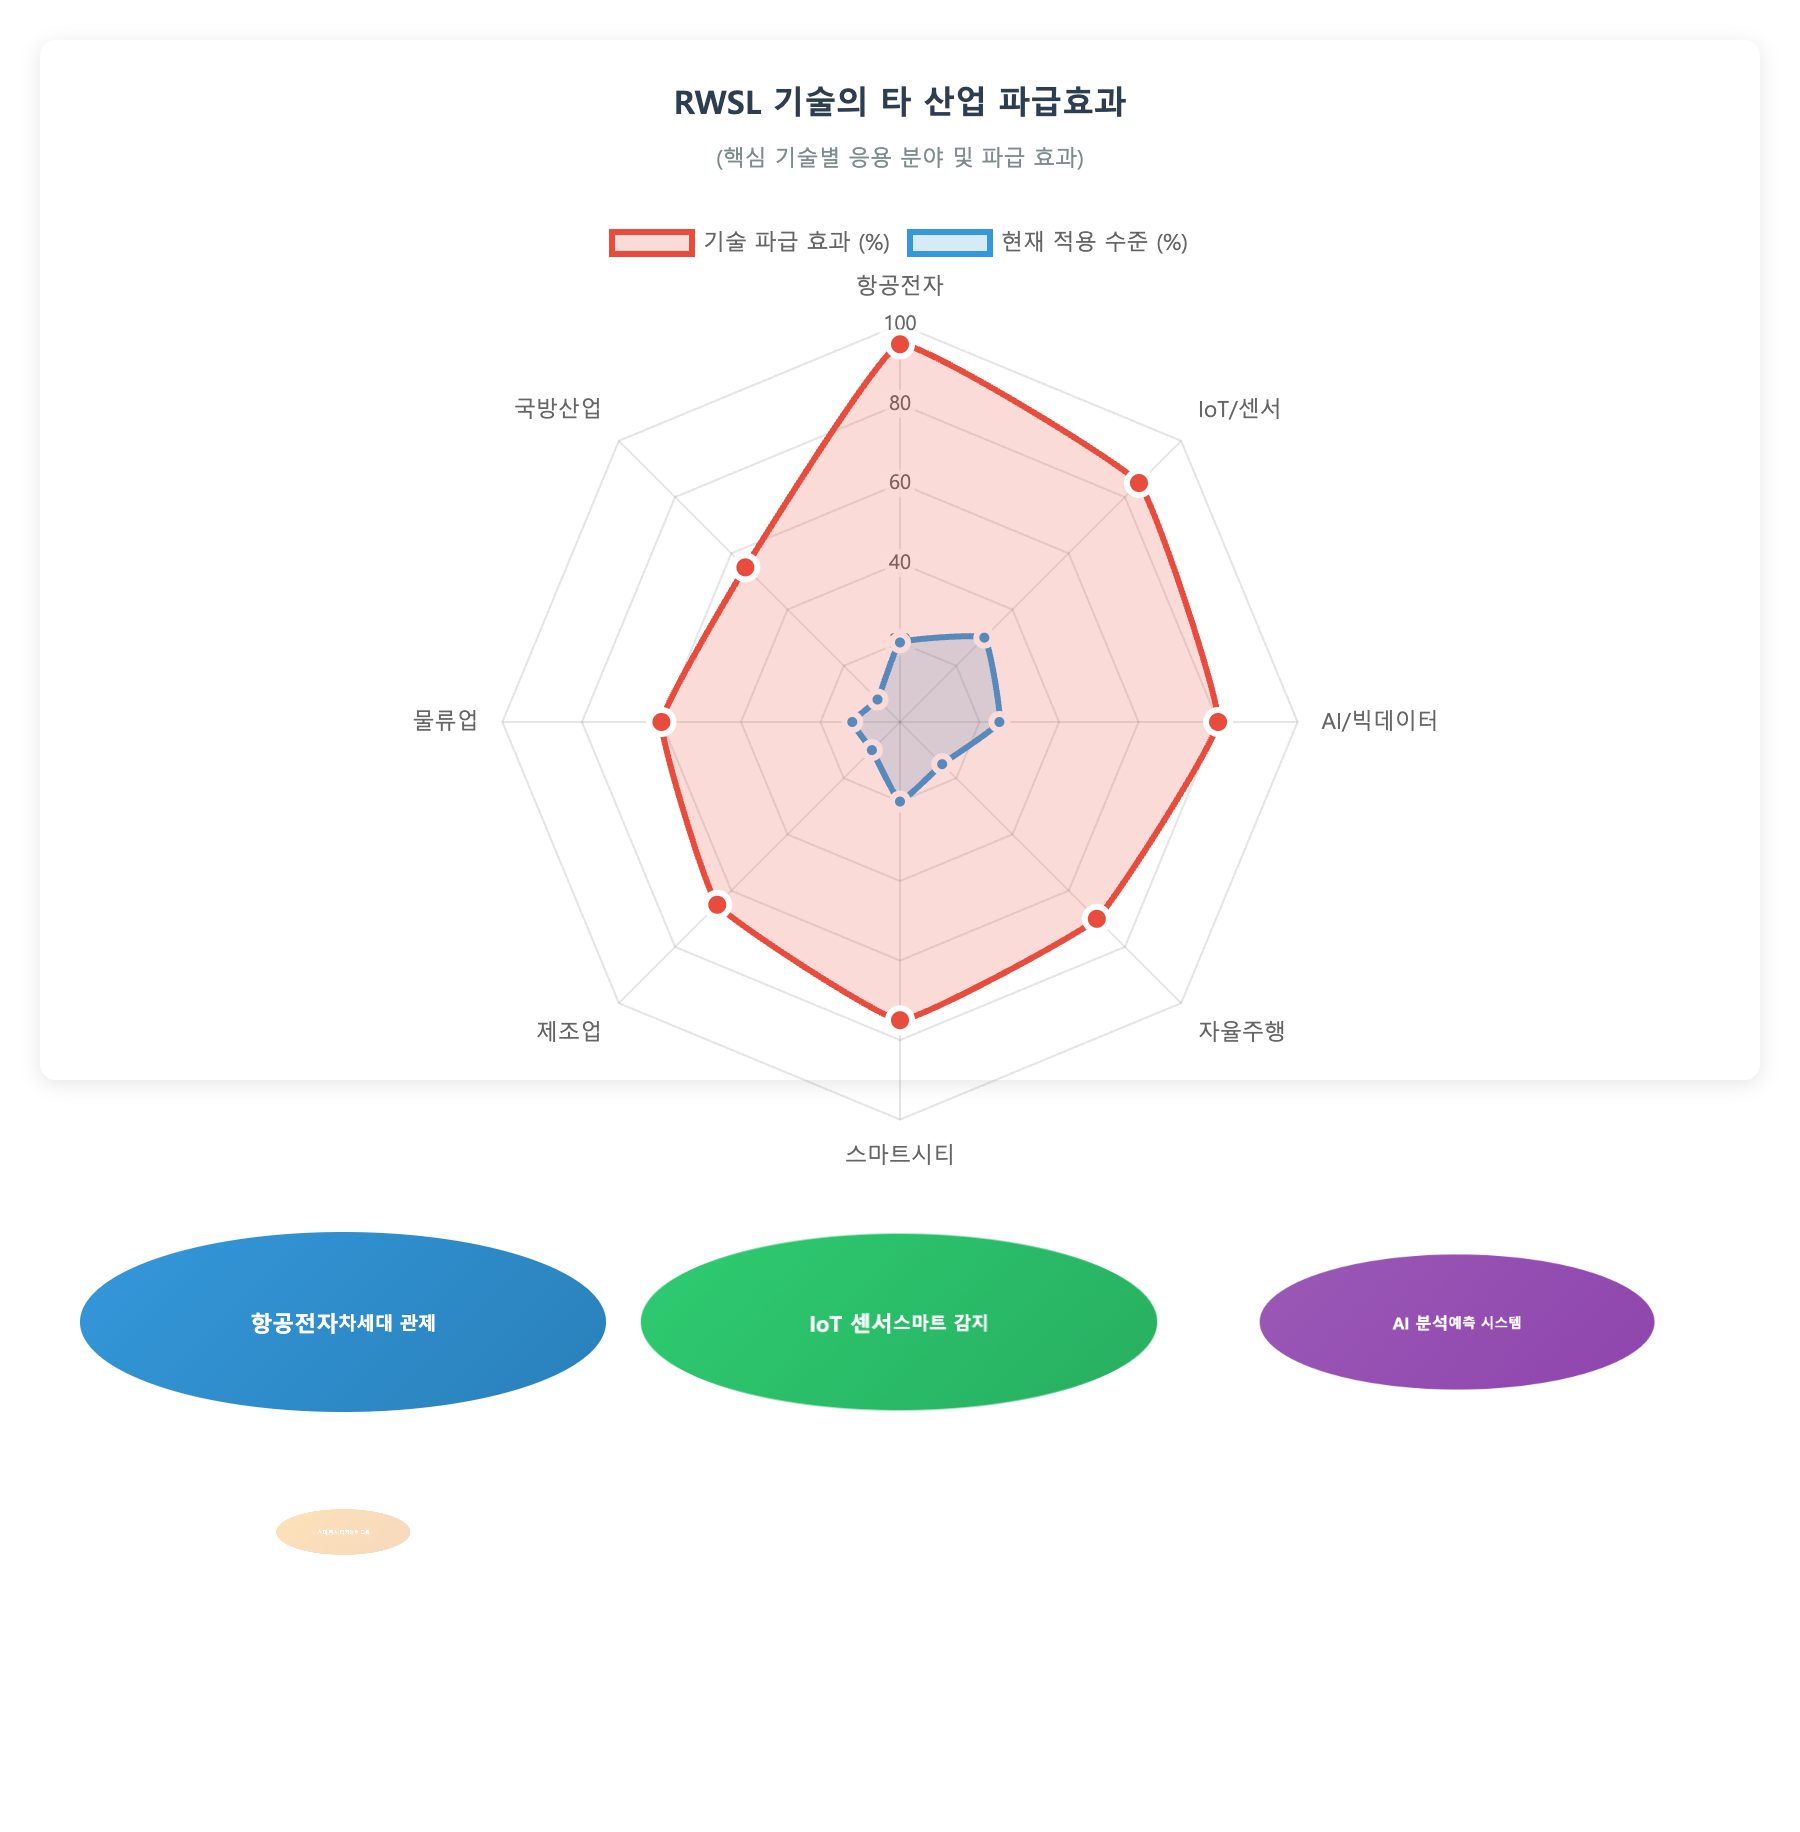 RWSL 기술의 타 산업 파급효과
(핵심 기술별 응용 분야 및 파급 효과)
기술 파급 효과 (%)
현재 적용 수준 (%)
항공전자
100
국방산업
IoT/센서
80
60
40
물류업
AI/빅데이터
제조업
자율주행
스마트시티
항공전자차세대 관제
IoT 센서스마트 감지
AI 분석예측 시스템